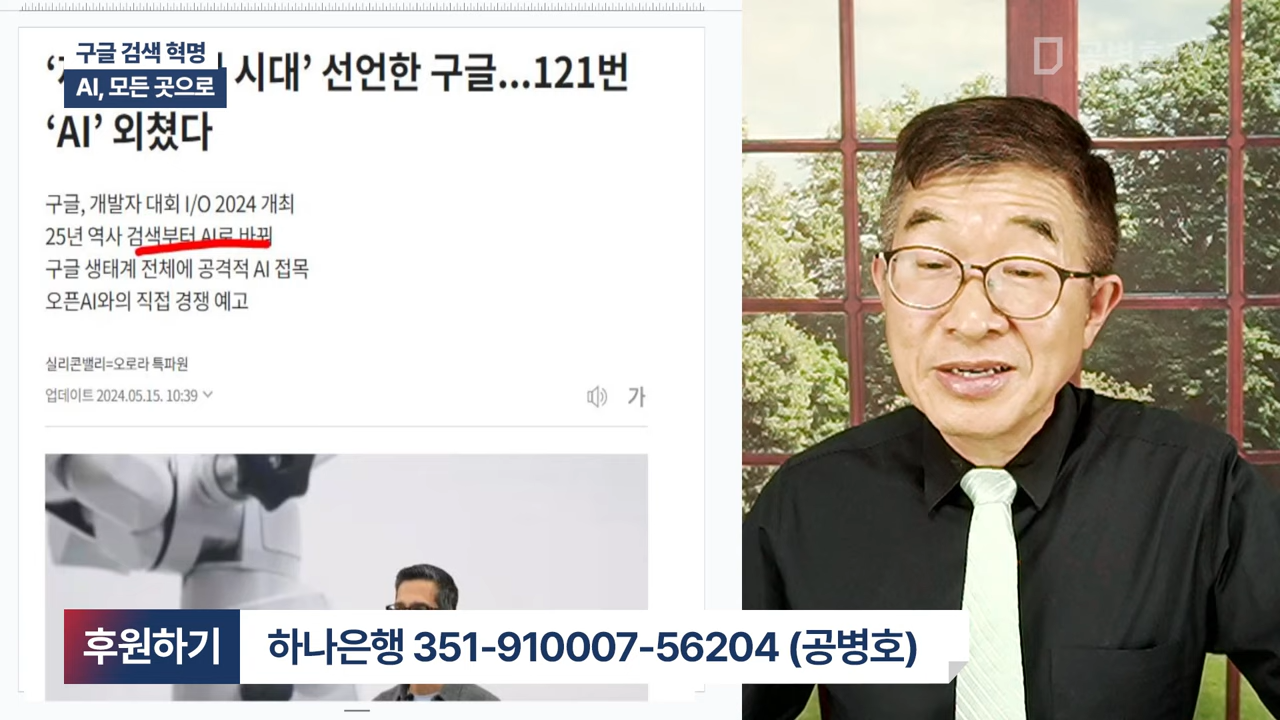 구글 검색 혁명
AI, 모든 곳으로
시대’ 선언한 구글...121번
‘AI’ 외쳤다
구글, 개발자 대회 I/O 2024 개최
25년 역사 검색부터 AI로 바꿔
구글 생태계 전체에 공격적 AI 접목
오픈AI와의 직접 경쟁 예고
실리콘밸리=오로라 특파원
업데이트 2024.05.15. 10:39
가
후원하기
하나은행 351-910007-56204 (공병호)